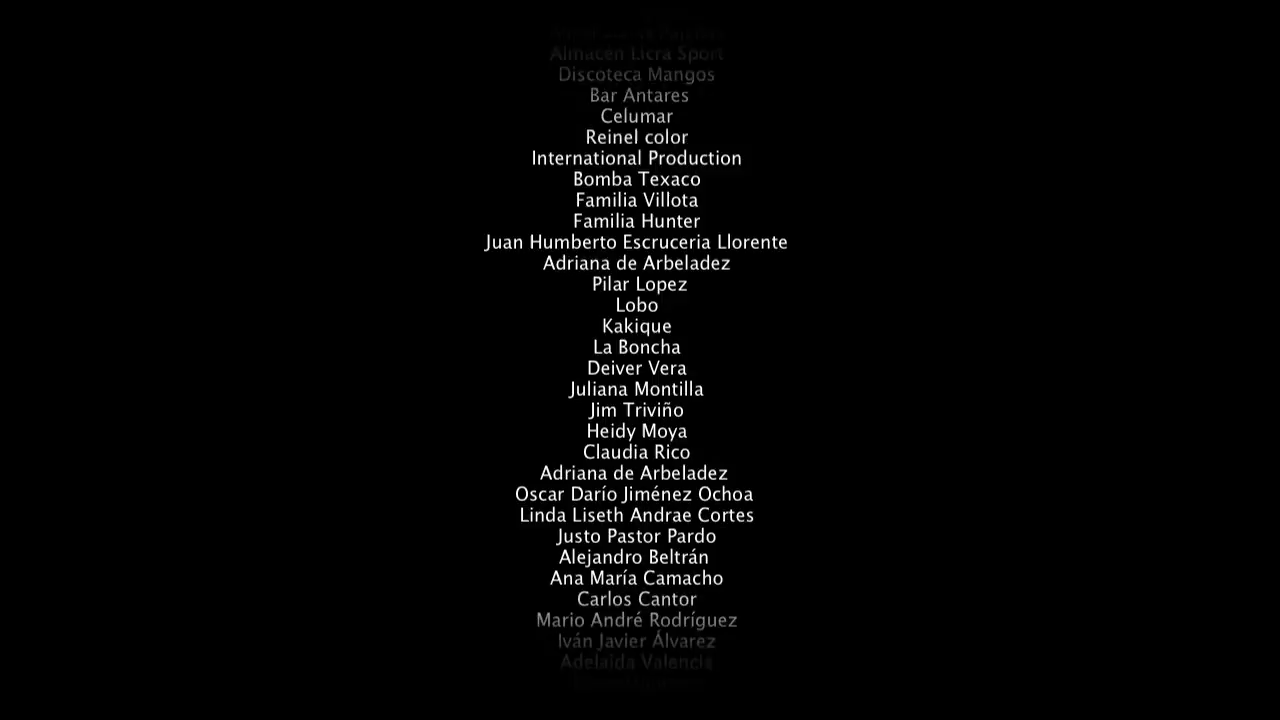 Almacén Licra Sport
Discoteca Mangos
Bar Antares
Celumar
Reinel color
International Production
Bomba Texaco
Familia Villota
Familia Hunter
Juan Humberto Escruceria Llorente
Adriana de Arbeladez
Pilar Lopez
Lobo
Kakique
La Boncha
Deiver Vera
Juliana Montilla
Jim Triviño
Heidy Moya
Claudia Rico
Adriana de Arbeladez
Oscar Darío Jiménez Ochoa
Linda Liseth Andrae Cortes
Justo Pastor Pardo
Alejandro Beltrán
Ana María Camacho
Carlos Cantor
Mario André Rodríguez
Iván Javier Álvarez
Adelaida Valencia